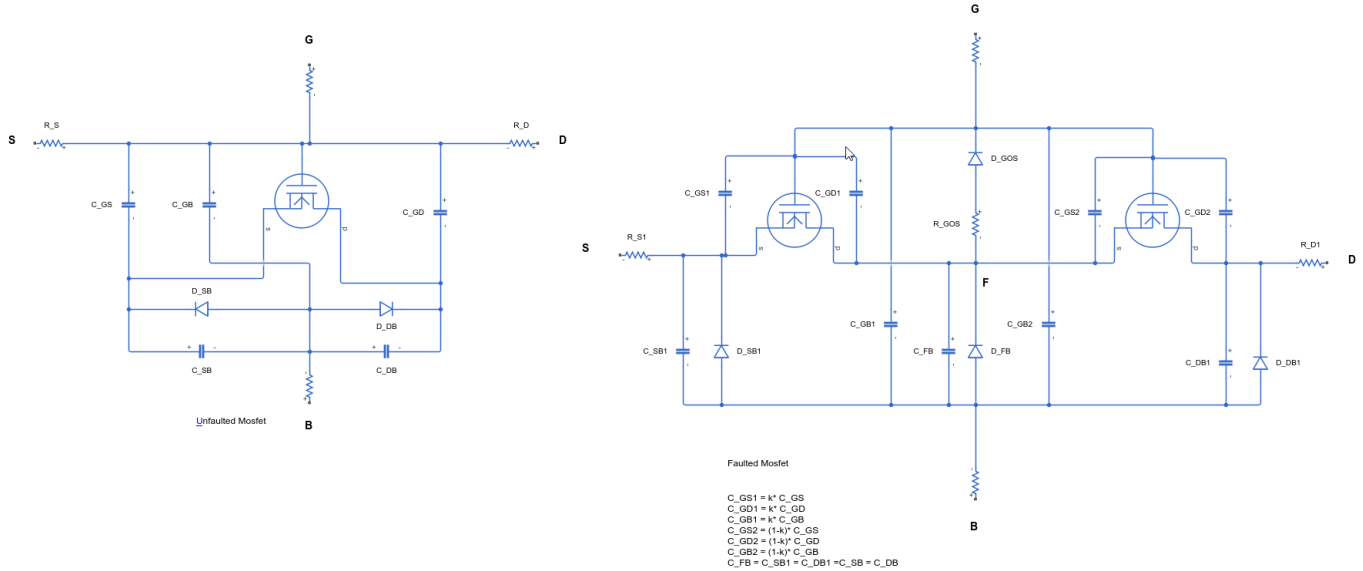 G
S
R_S
R_D
D
C_GS
C_GB
C_GD
s
d
D_SB
D_DB
C_SB
C_DB
Unfaulted Mosfet
B
G
D_GOS
C_GS1
C_GD1
C_GS2
C_GD2
R_GOS
S
R_S1
s
d
s
d
R_D1
D
F
C_SB1
D_SB1
C_GB1
C_FB
D_FB
C_GB2
C_DB1
D_DB1
B
Faulted Mosfet
C_GS1 = k* C_GS
C_GD1 = k* C_GD
C_GB1 = k* C_GB
C_GS2 = (1-k)* C_GS
C_GD2 = (1-k)* C_GD
C_GB2 = (1-k)* C_GB
C_FB = C_SB1 = C_DB1 =C_SB = C_DB